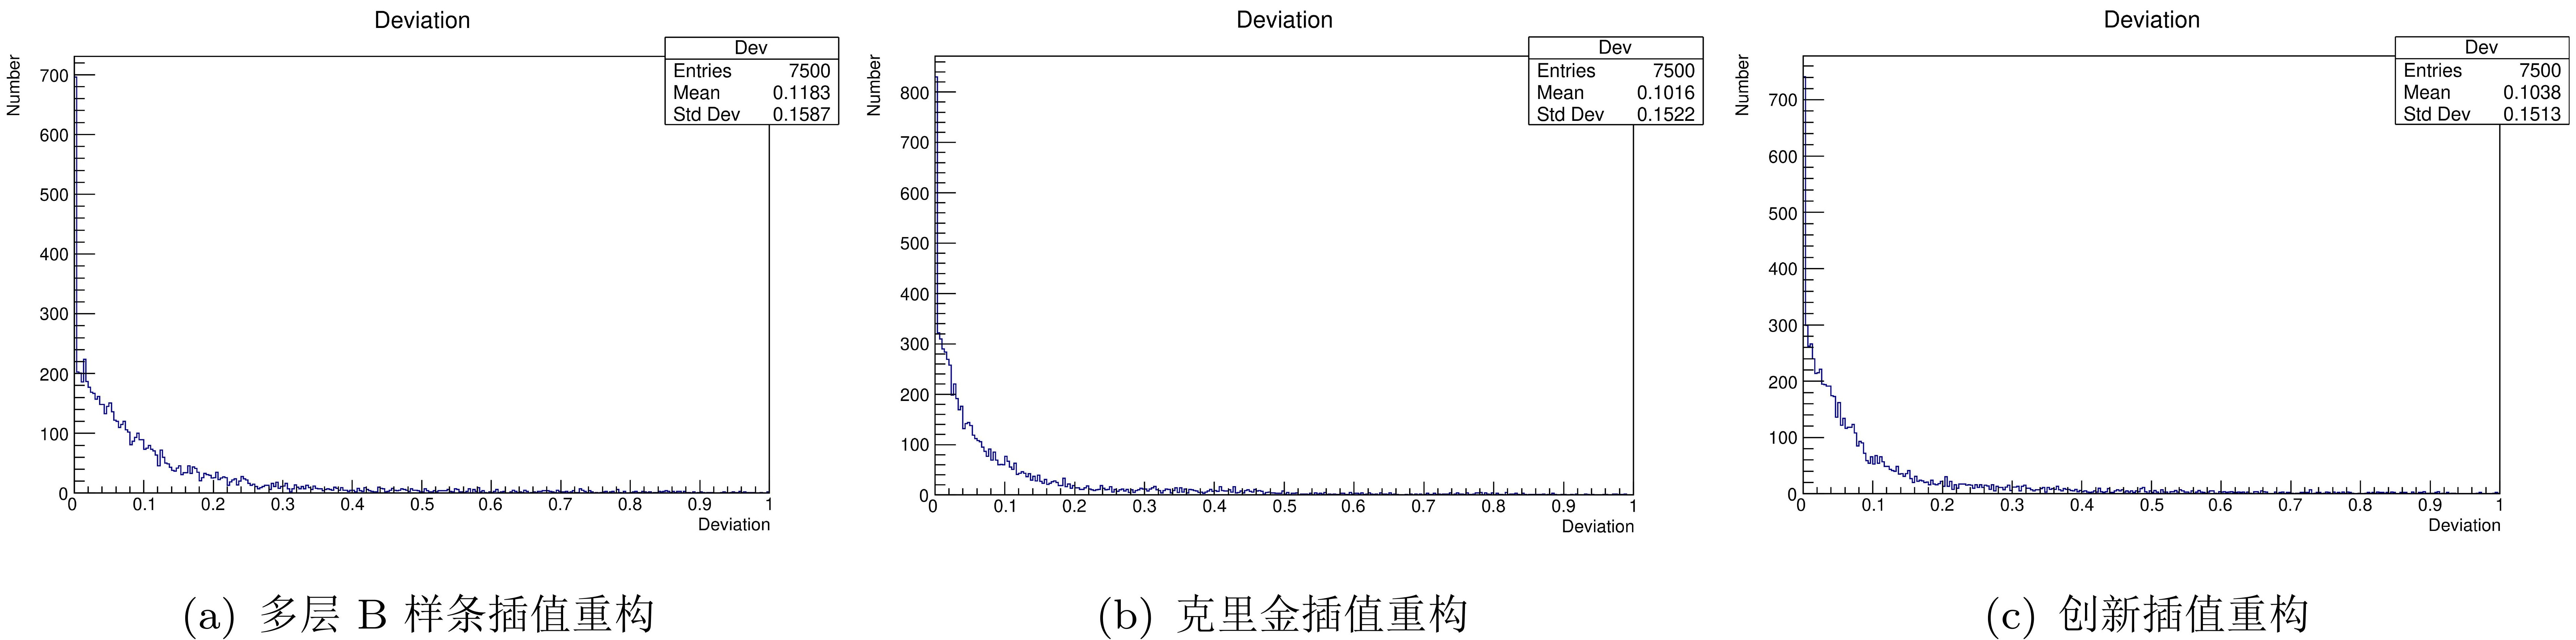 Deviation
Number
700
600
500
400
300
200
100
0
0 0.1 0.2 0.3 0.4 0.5 0.6 0.7 0.8 0.9 1
Deviation
Dev
Entries 7500
Mean 0.1183
Std Dev 0.1587
(a) 多层 B 样条插值重构
Deviation
Number
800
700
600
500
400
300
200
100
0
0 0.1 0.2 0.3 0.4 0.5 0.6 0.7 0.8 0.9 1
Deviation
Dev
Entries 7500
Mean 0.1016
Std Dev 0.1522
(b) 克里金插值重构
Deviation
Number
700
600
500
400
300
200
100
0
0 0.1 0.2 0.3 0.4 0.5 0.6 0.7 0.8 0.9 1
Deviation
Dev
Entries 7500
Mean 0.1038
Std Dev 0.1513
(c) 创新插值重构